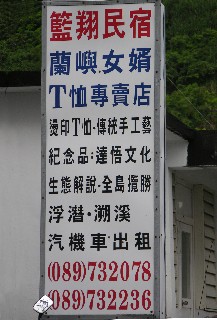 籃翔民宿
蘭嶼女婿
T恤專賣店
燙印T恤·傳統手工藝
紀念品:達悟文化
生態解說·全島攬勝
浮潛·溯溪
汽機車出租
(089)732078
(089)732236